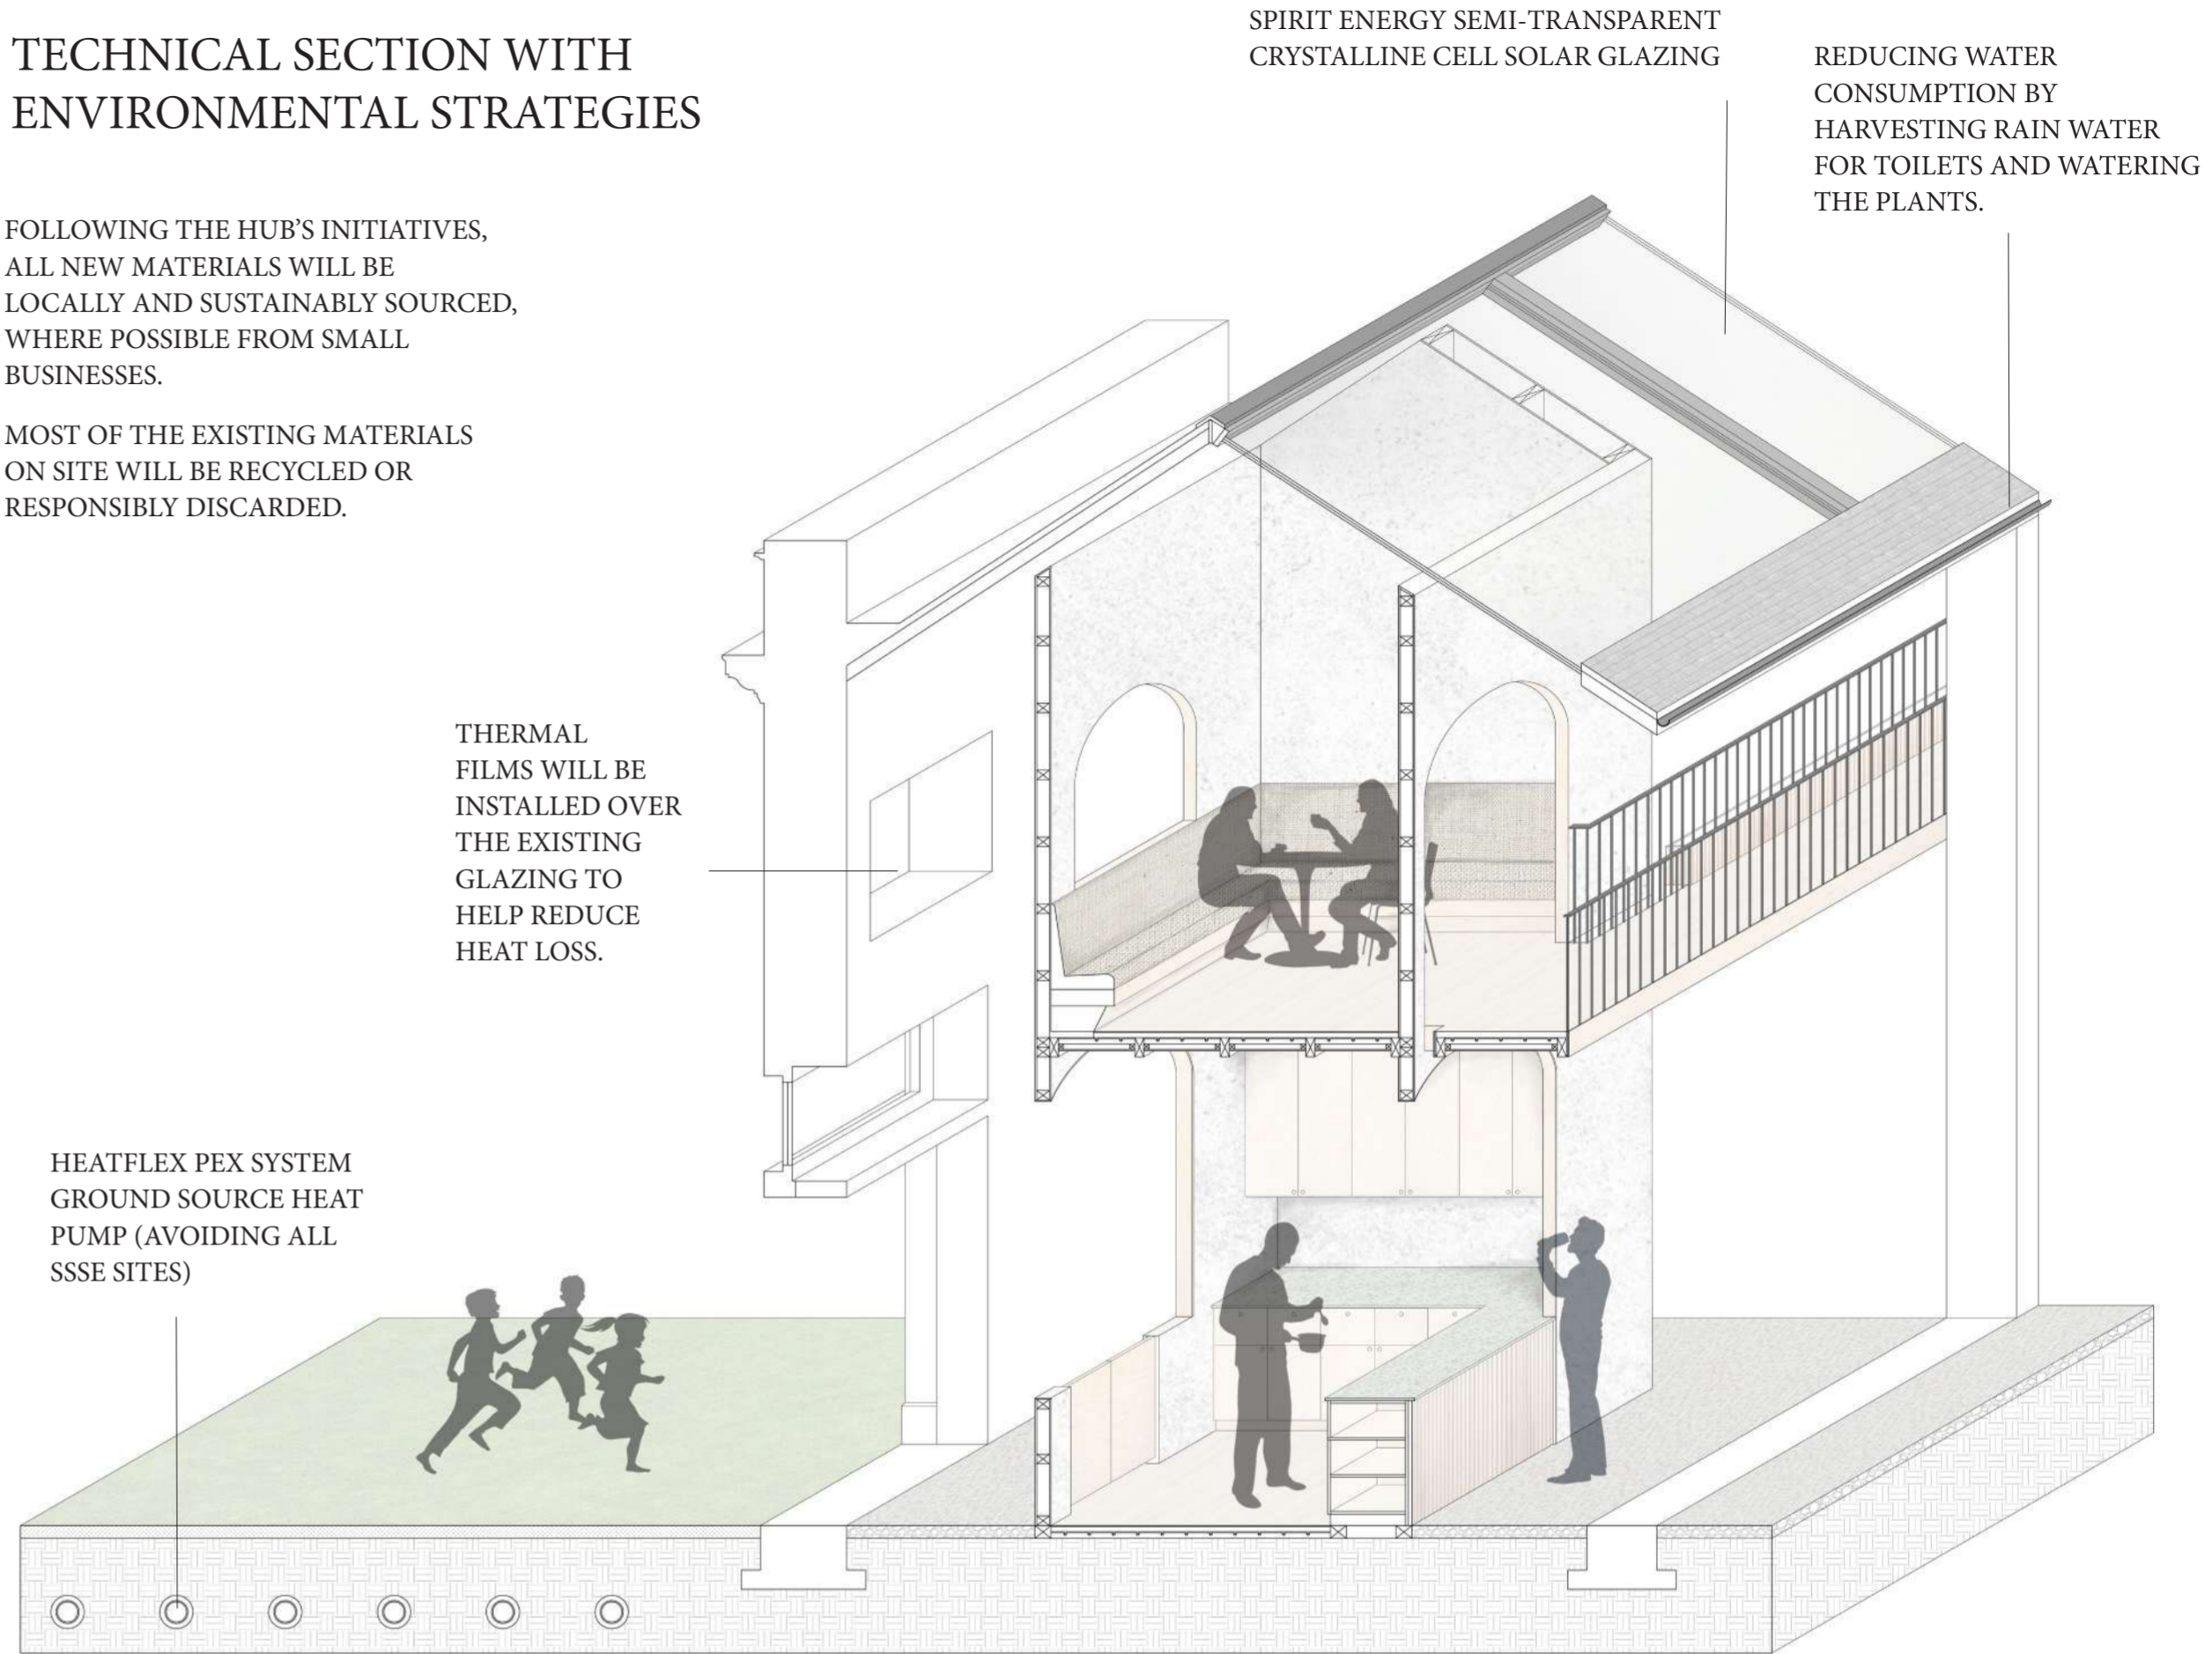 TECHNICAL SECTION WITH
ENVIRONMENTAL STRATEGIES
FOLLOWING THE HUB'S INITIATIVES,
ALL NEW MATERIALS WILL BE
LOCALLY AND SUSTAINABLY SOURCED,
WHERE POSSIBLE FROM SMALL
BUSINESSES.
MOST OF THE EXISTING MATERIALS
ON SITE WILL BE RECYCLED OR
RESPONSIBLY DISCARDED.
SPIRIT ENERGY SEMI-TRANSPARENT
CRYSTALLINE CELL SOLAR GLAZING
REDUCING WATER
CONSUMPTION BY
HARVESTING RAIN WATER
FOR TOILETS AND WATERING
THE PLANTS.
THERMAL
FILMS WILL BE
INSTALLED OVER
THE EXISTING
GLAZING TO
HELP REDUCE
HEAT LOSS.
HEATFLEX PEX SYSTEM
GROUND SOURCE HEAT
PUMP (AVOIDING ALL
SSSE SITES)